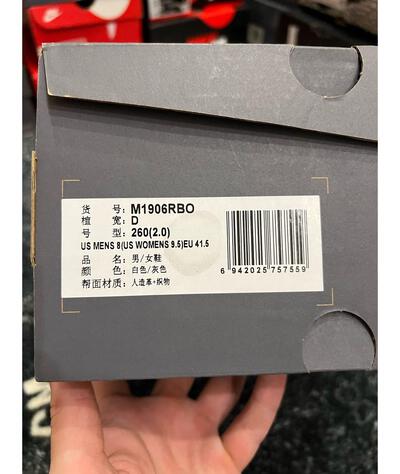 货 号: M1906RBO
楦 宽: D
号 型: 260(2.0)
US MENS 8(US WOMENS 9.5)EU 41.5
品 名: 男/女鞋
颜 色: 白色/灰色
帮面材质: 人造革+织物
6 942025 757559